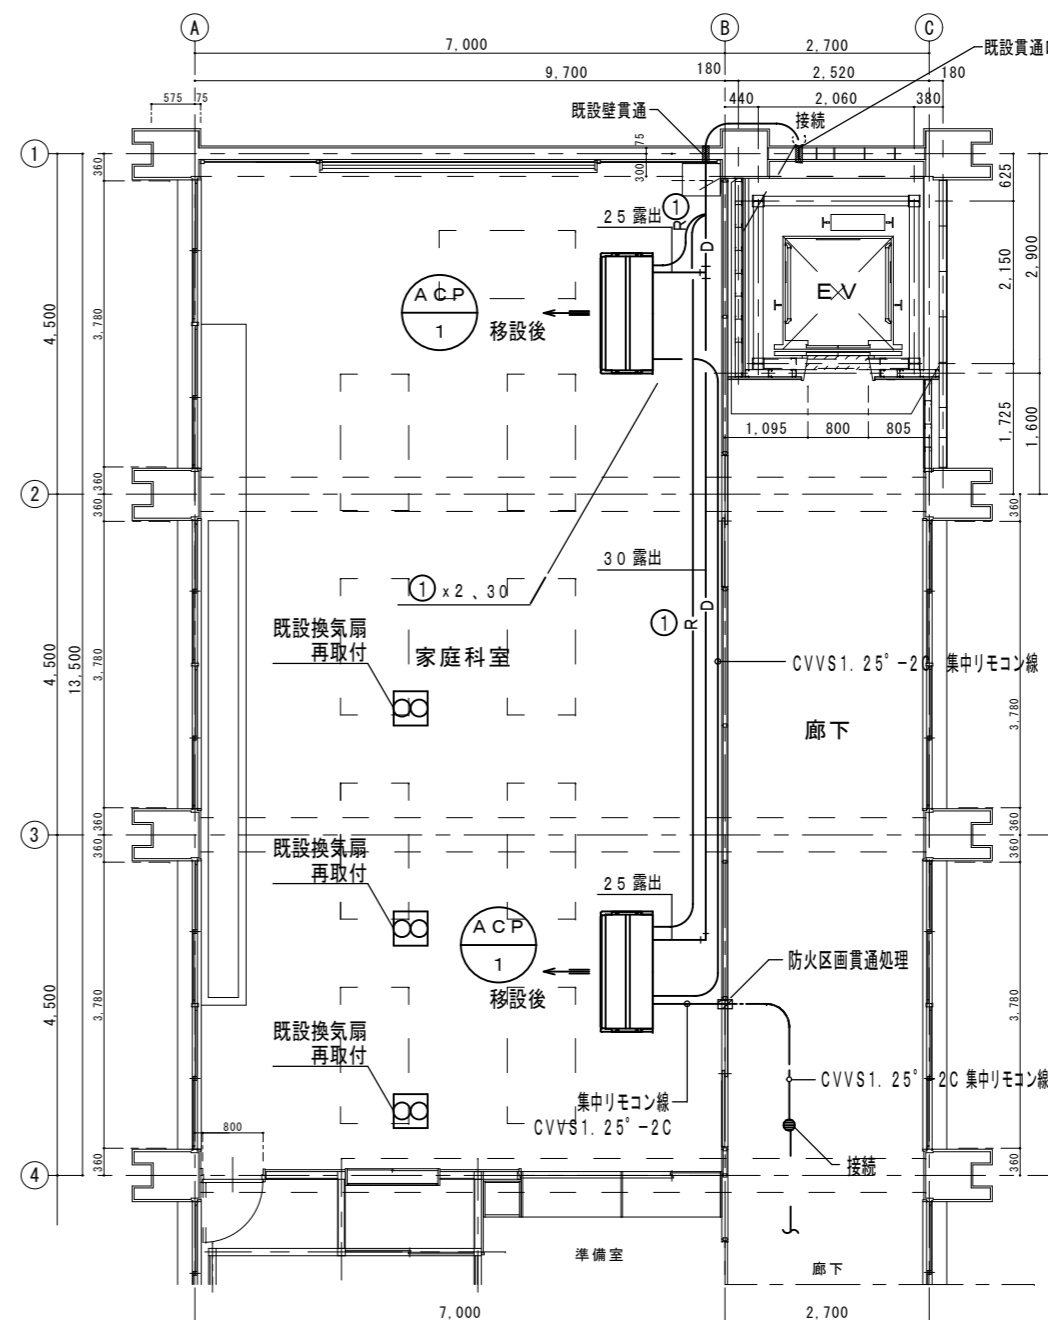 A
B
C
7,000
2,700
9,700
180
2,520
180
既設貫通
575
75
440
2,060
380
既設壁貫通
接続
1
360
75
300
625
25 露出
1
R
D
2,150
2,900
ACP
1
移設後
EXV
4,500
3,780
1,095
800
805
1,725
1,600
360
2
360
360
30 露出
1 x2 、30
既設換気扇
再取付
家庭科室
1
R
D
CVVS1.25°-2C 集中リモコン線
4,500
13,500
3,780
3,780
廊下
360
3
360
360
360
既設換気扇
再取付
25 露出
ACP
1
移設後
防火区画貫通処理
4,500
3,780
3,780
既設換気扇
再取付
集中リモコン線
CVVS1.25°-2C
CVVS1.25°-2C 集中リモコン線
800
接続
360
4
360
準備室
廊下
7,000
2,700